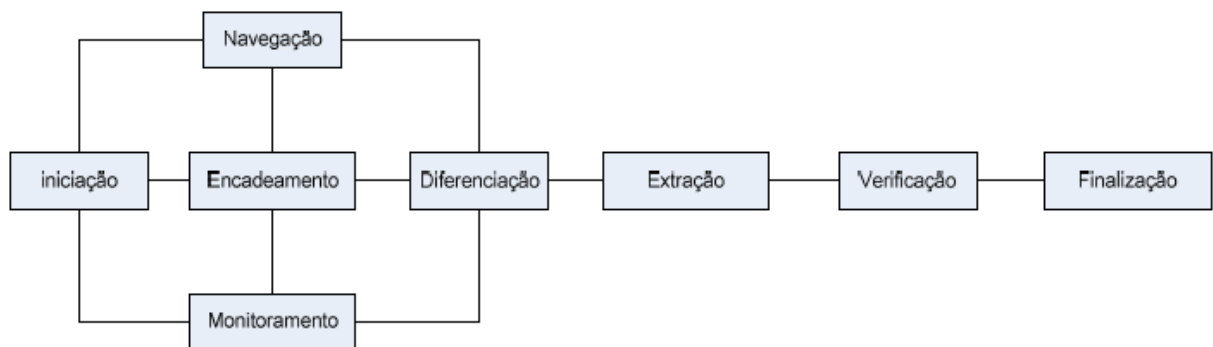 Navegação
iniciação
Encadeamento
Diferenciação
Extração
Verificação
Finalização
Monitoramento